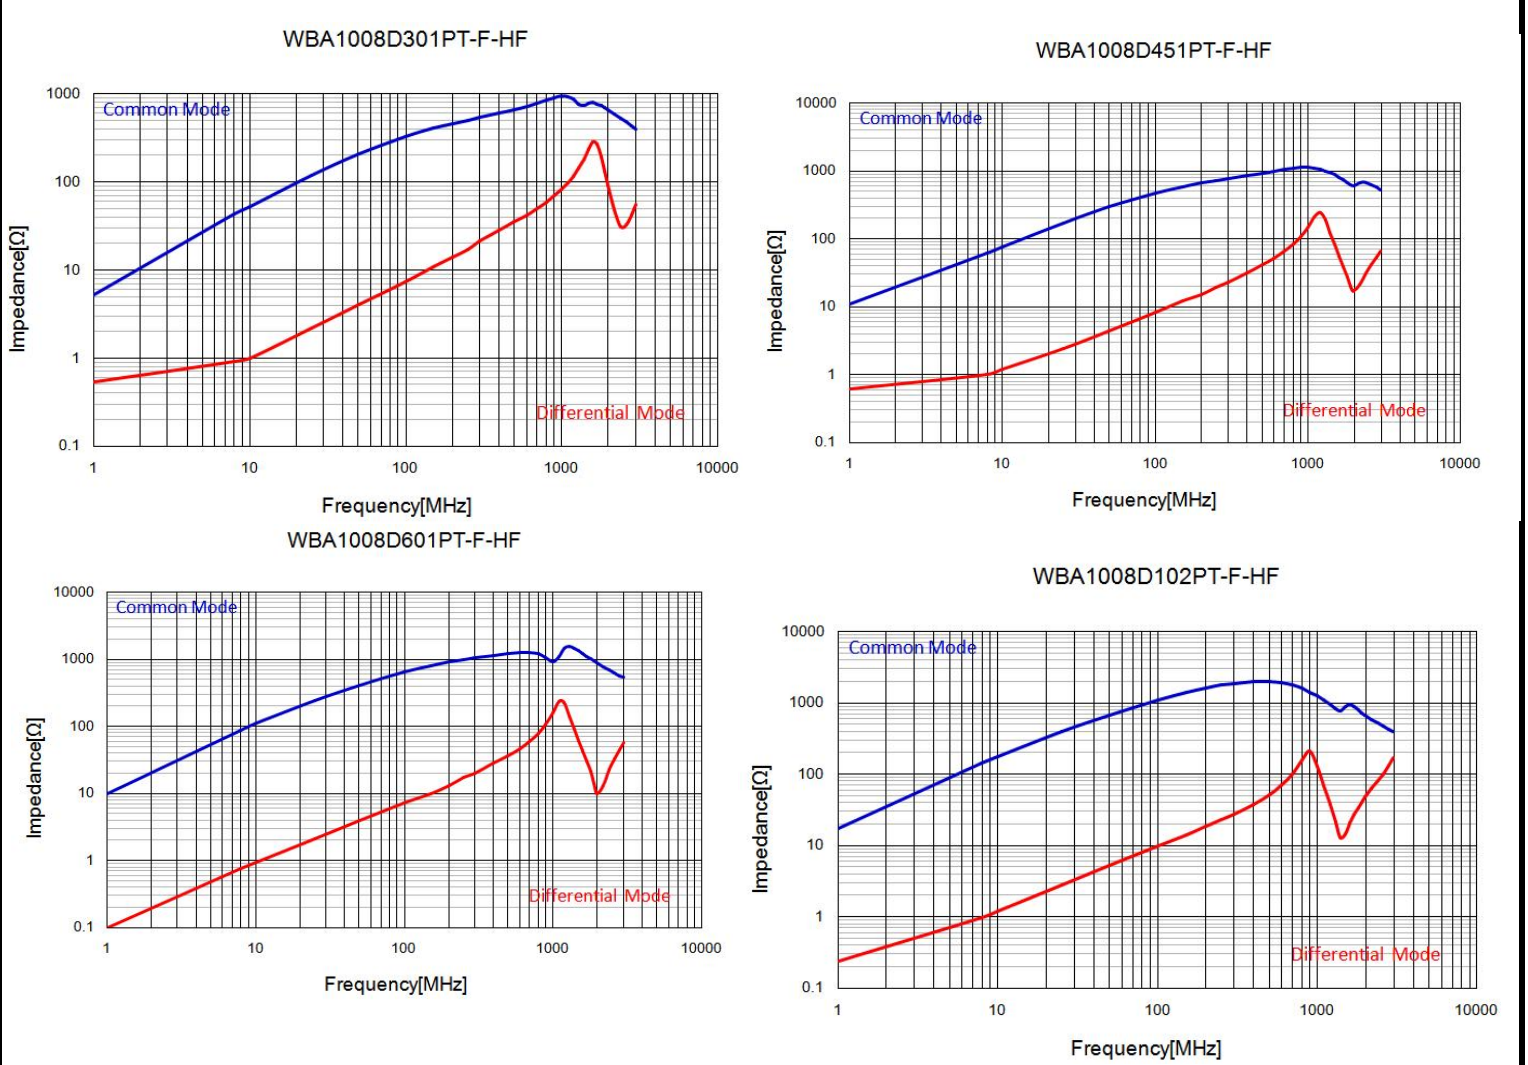 WBA1008D301PT-F-HF
1000
100
10
1
0.1
Impedance[Ω]
Common Mode
Differential Mode
1 10 100 1000 10000
Frequency[MHz]
WBA1008D451PT-F-HF
10000
1000
100
10
1
0.1
Impedance[Ω]
Common Mode
Differential Mode
1 10 100 1000 10000
Frequency[MHz]
WBA1008D601PT-F-HF
10000
1000
100
10
1
0.1
Impedance[Ω]
Common Mode
Differential Mode
1 10 100 1000 10000
Frequency[MHz]
WBA1008D102PT-F-HF
10000
1000
100
10
1
0.1
Impedance[Ω]
Common Mode
Differential Mode
1 10 100 1000 10000
Frequency[MHz]